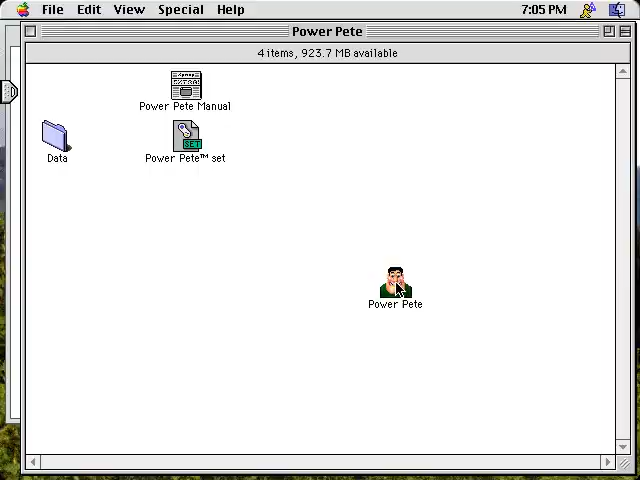 File Edit View Special Help 7:05 PM
Power Pete
4 items, 923.7 MB available
Power Pete Manual
SET
Data
Power Pete™ set
Power Pete